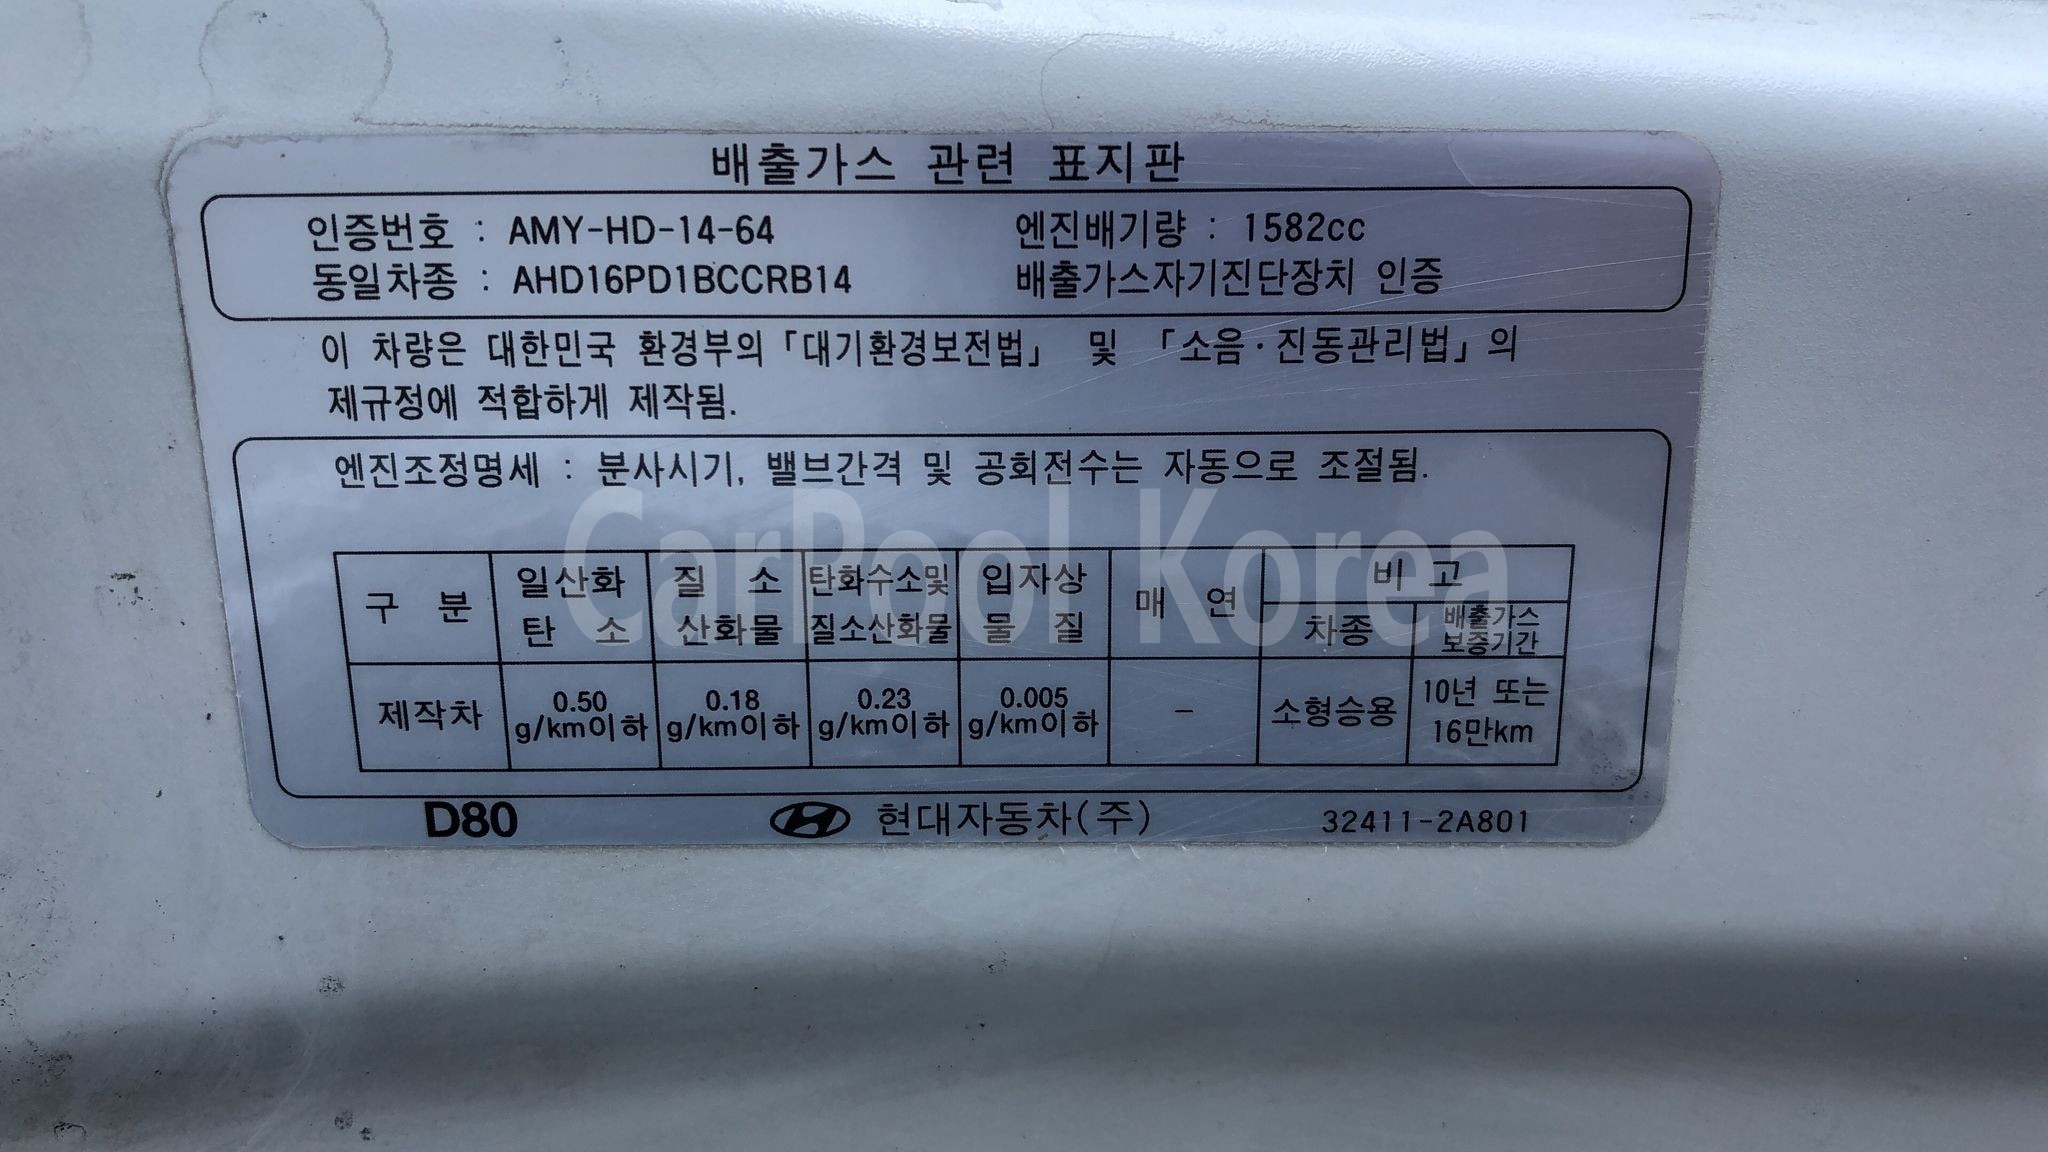 배출가스 관련 표지판
인증번호 : AMY-HD-14-64 엔진배기량 : 1582cc
동일차종 : AHD16PD1BCCRB14 배출가스자기진단장치 인증
이 차량은 대한민국 환경부의 「대기환경보전법」 및 「소음·진동관리법」의
제규정에 적합하게 제작됨.
엔진조정명세 : 분사시기, 밸브간격 및 공회전수는 자동으로 조절됨.
CarPool Korea
구 분 일산화 탄 소 질 소 산화물 탄화수소및 질소산화물 입자상 물 질 매 연 비 고
차종 배출가스 보증기간
제작차 0.50 g/km이하 0.18 g/km이하 0.23 g/km이하 0.005 g/km이하 - 소형승용 10년 또는 16만km
D80 현대자동차(주) 32411-2A801